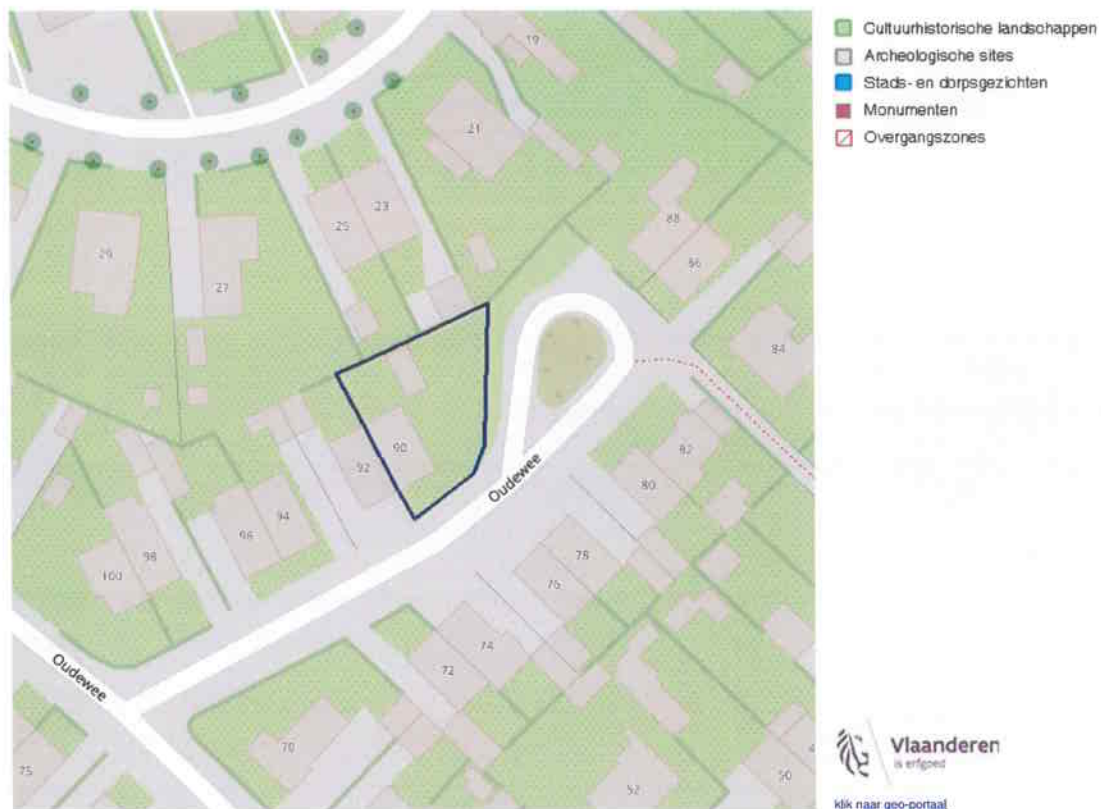 Cultuurhistorische landschappen
Archeologische sites
Stads- en dorpsgezichten
Monumenten
Overgangszones
19
21
23
25
88
29
27
86
84
90
92
Oudewee
82
80
94
96
78
98
76
100
74
72
Oudewee
70
75
52
50
Vlaanderen
is erfgoed
klik naar geo-portaal